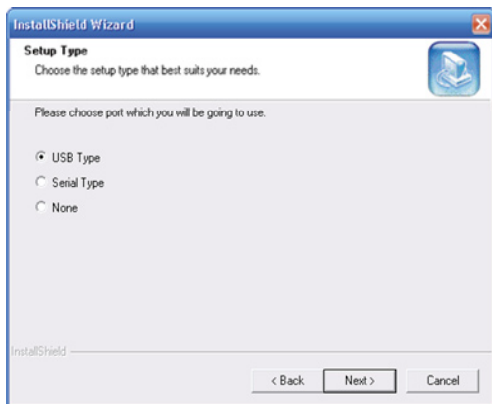 InstallShield Wizard
Setup Type
Choose the setup type that best suits your needs.
Please choose port which you will be going to use.
USB Type
Serial Type
None
InstallShield
< Back
Next >
Cancel